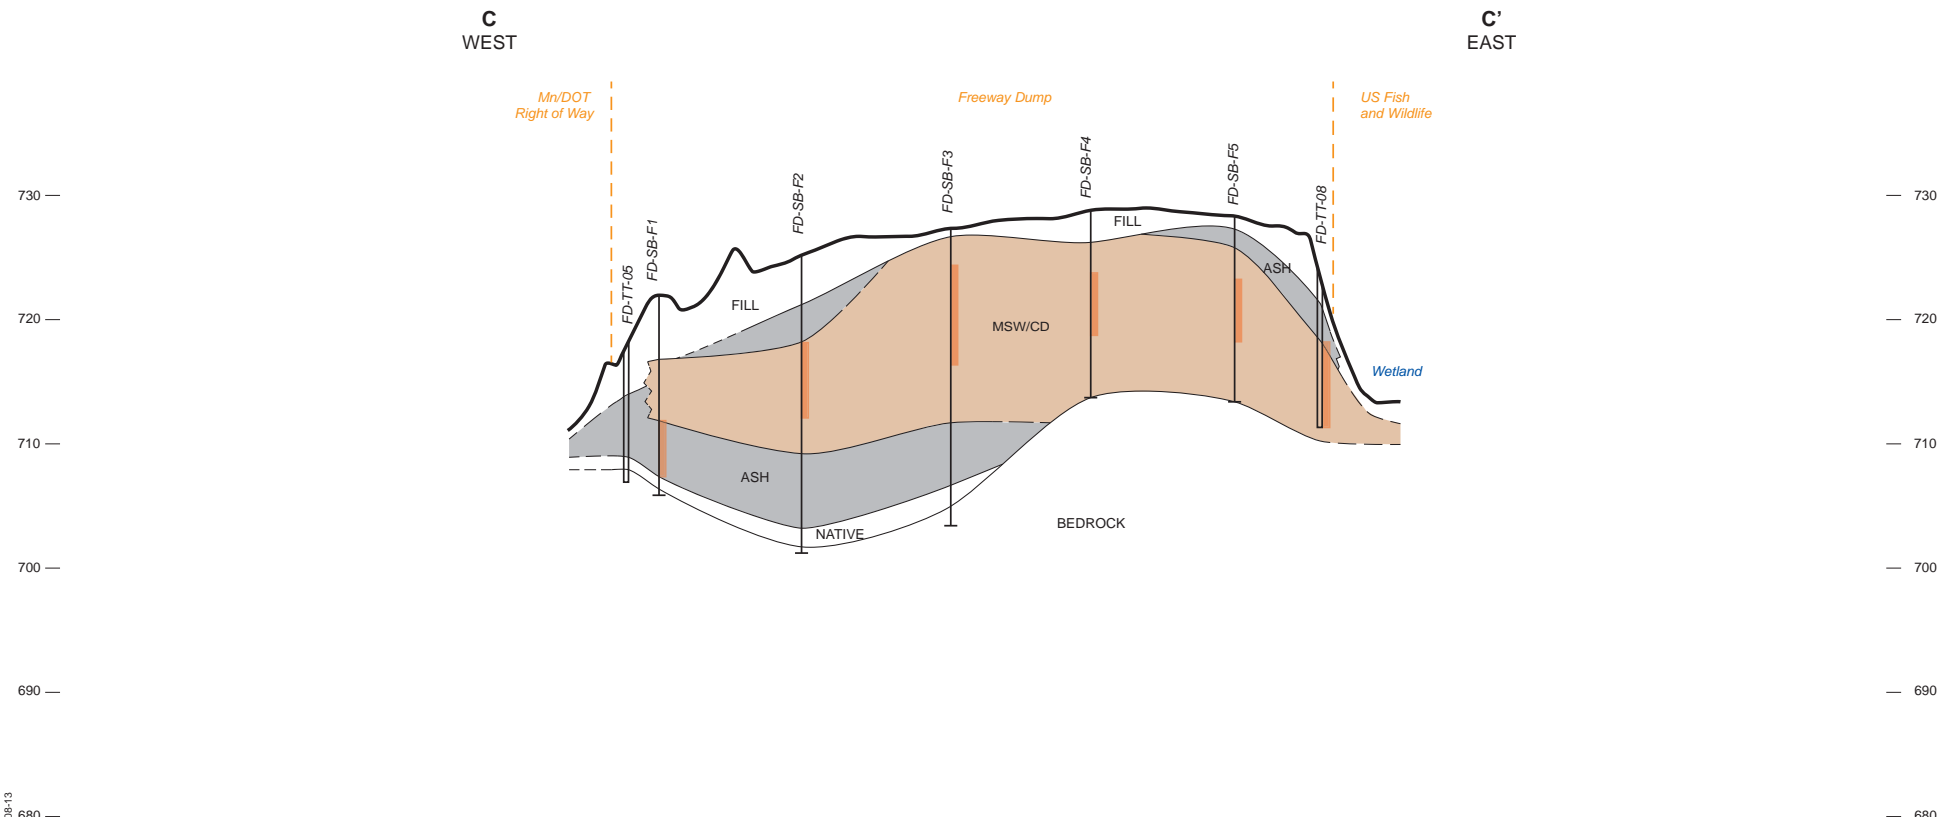 C
WEST
C’
EAST
Mn/DOT
Right of Way
Freeway Dump
US Fish
and Wildlife
FD-TT-05
FD-SB-F1
FD-SB-F2
FD-SB-F3
FD-SB-F4
FD-SB-F5
FD-TT-08
730
730
FILL
ASH
FILL
720
720
MSW/CD
Wetland
710
710
ASH
NATIVE
BEDROCK
700
700
690
690
08-13
680
680